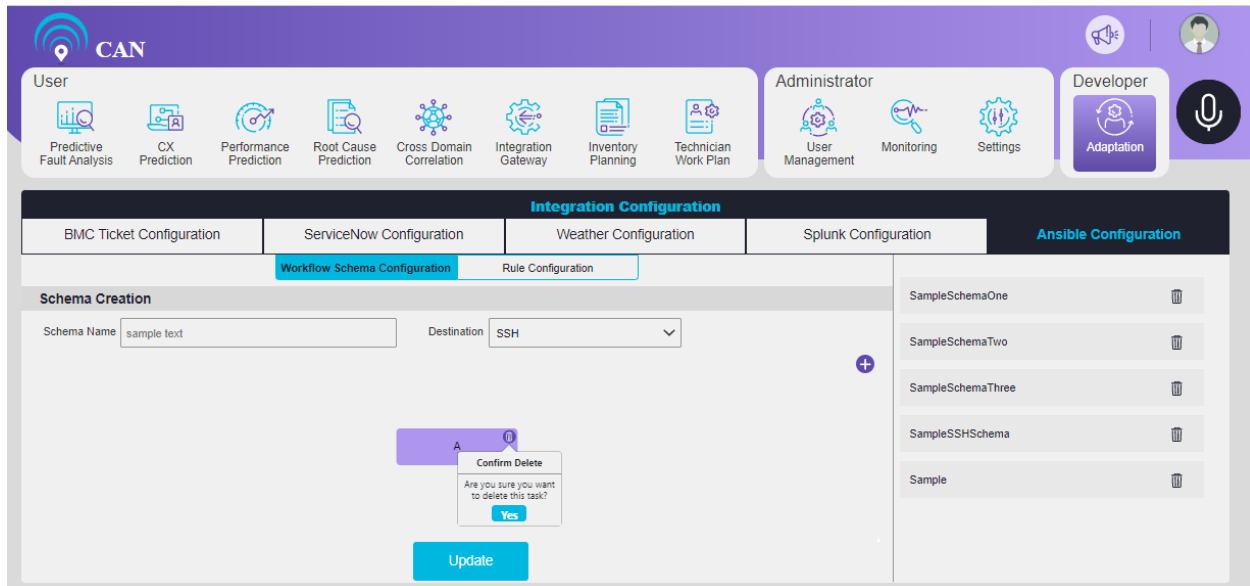 CAN
User
Administrator
Developer
Predictive
Fault Analysis
CX
Prediction
Performance
Prediction
Root Cause
Prediction
Cross Domain
Correlation
Integration
Gateway
Inventory
Planning
Technician
Work Plan
User
Management
Monitoring
Settings
Adaptation
Integration Configuration
BMC Ticket Configuration
ServiceNow Configuration
Weather Configuration
Splunk Configuration
Ansible Configuration
Workflow Schema Configuration
Rule Configuration
Schema Creation
Schema Name
sample text
Destination
SSH
A
Confirm Delete
Are you sure you want
to delete this task?
Yes
Update
SampleSchemaOne
SampleSchemaTwo
SampleSchemaThree
SampleSSHSchema
Sample